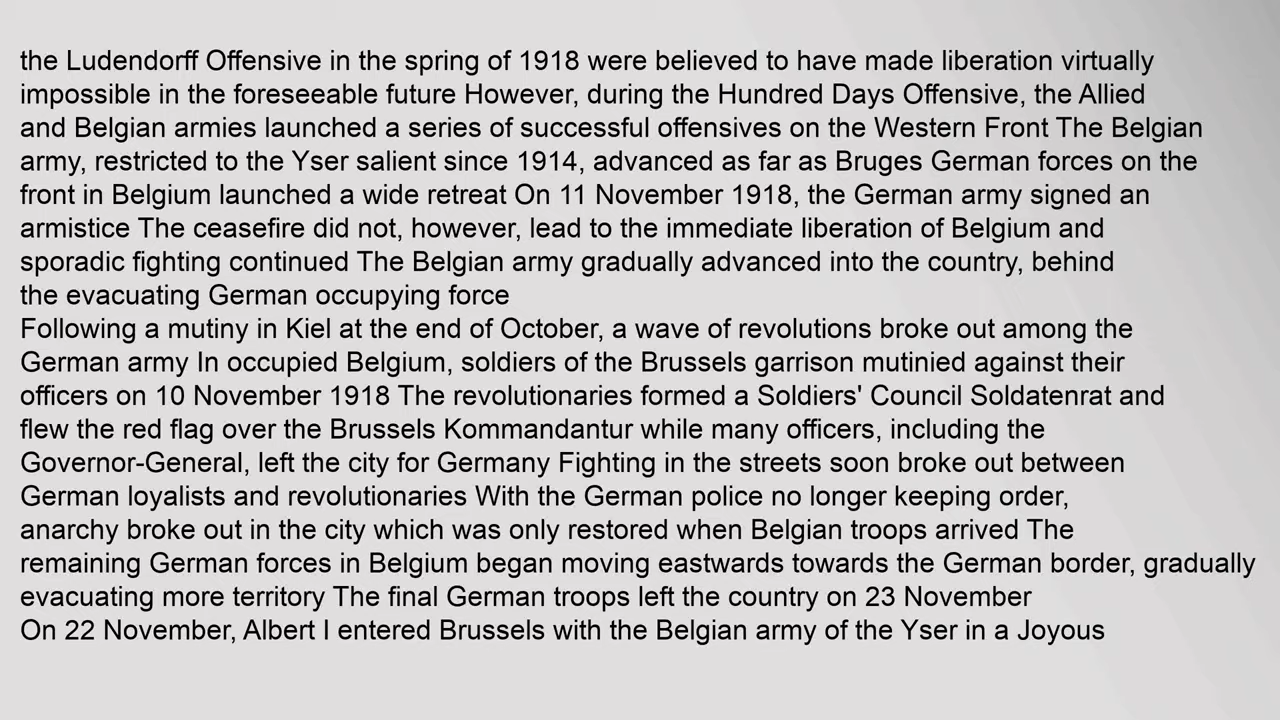 the Ludendorff Offensive in the spring of 1918 were believed to have made liberation virtually
impossible in the foreseeable future However, during the Hundred Days Offensive, the Allied
and Belgian armies launched a series of successful offensives on the Western Front The Belgian
army, restricted to the Yser salient since 1914, advanced as far as Bruges German forces on the
front in Belgium launched a wide retreat On 11 November 1918, the German army signed an
armistice The ceasefire did not, however, lead to the immediate liberation of Belgium and
sporadic fighting continued The Belgian army gradually advanced into the country, behind
the evacuating German occupying force
Following a mutiny in Kiel at the end of October, a wave of revolutions broke out among the
German army In occupied Belgium, soldiers of the Brussels garrison mutinied against their
officers on 10 November 1918 The revolutionaries formed a Soldiers' Council Soldatenrat and
flew the red flag over the Brussels Kommandantur while many officers, including the
Governor-General, left the city for Germany Fighting in the streets soon broke out between
German loyalists and revolutionaries With the German police no longer keeping order,
anarchy broke out in the city which was only restored when Belgian troops arrived The
remaining German forces in Belgium began moving eastwards towards the German border, gradually
evacuating more territory The final German troops left the country on 23 November
On 22 November, Albert I entered Brussels with the Belgian army of the Yser in a Joyous